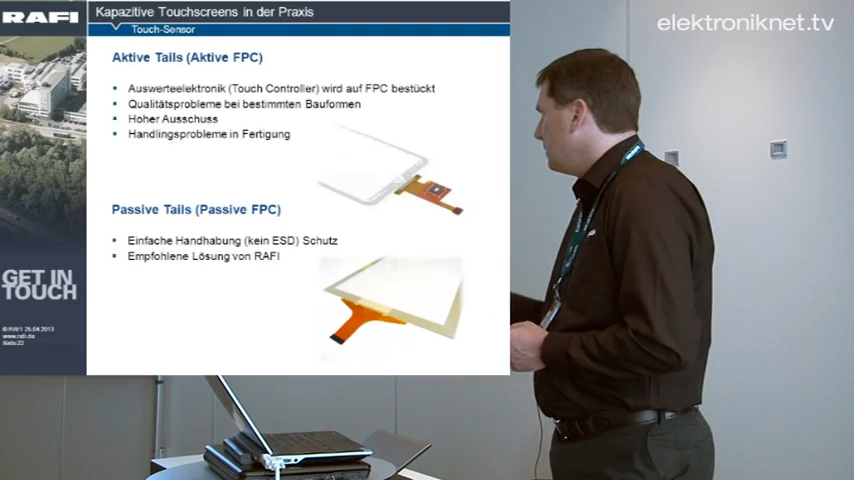 RAFI
Kapazitive Touchscreens in der Praxis
elektroniknet.tv
Touch-Sensor
Aktive Tails (Aktive FPC)
Auswerteelektronik (Touch Controller) wird auf FPC bestückt
Qualitätsprobleme bei bestimmten Bauformen
Hoher Ausschuss
Handlingsprobleme in Fertigung
Passive Tails (Passive FPC)
Einfache Handhabung (kein ESD) Schutz
Empfohlene Lösung von RAFI
GET IN
TOUCH
© RAFI 25.04.2013
www.rafi.de
Seite 22
RAFI